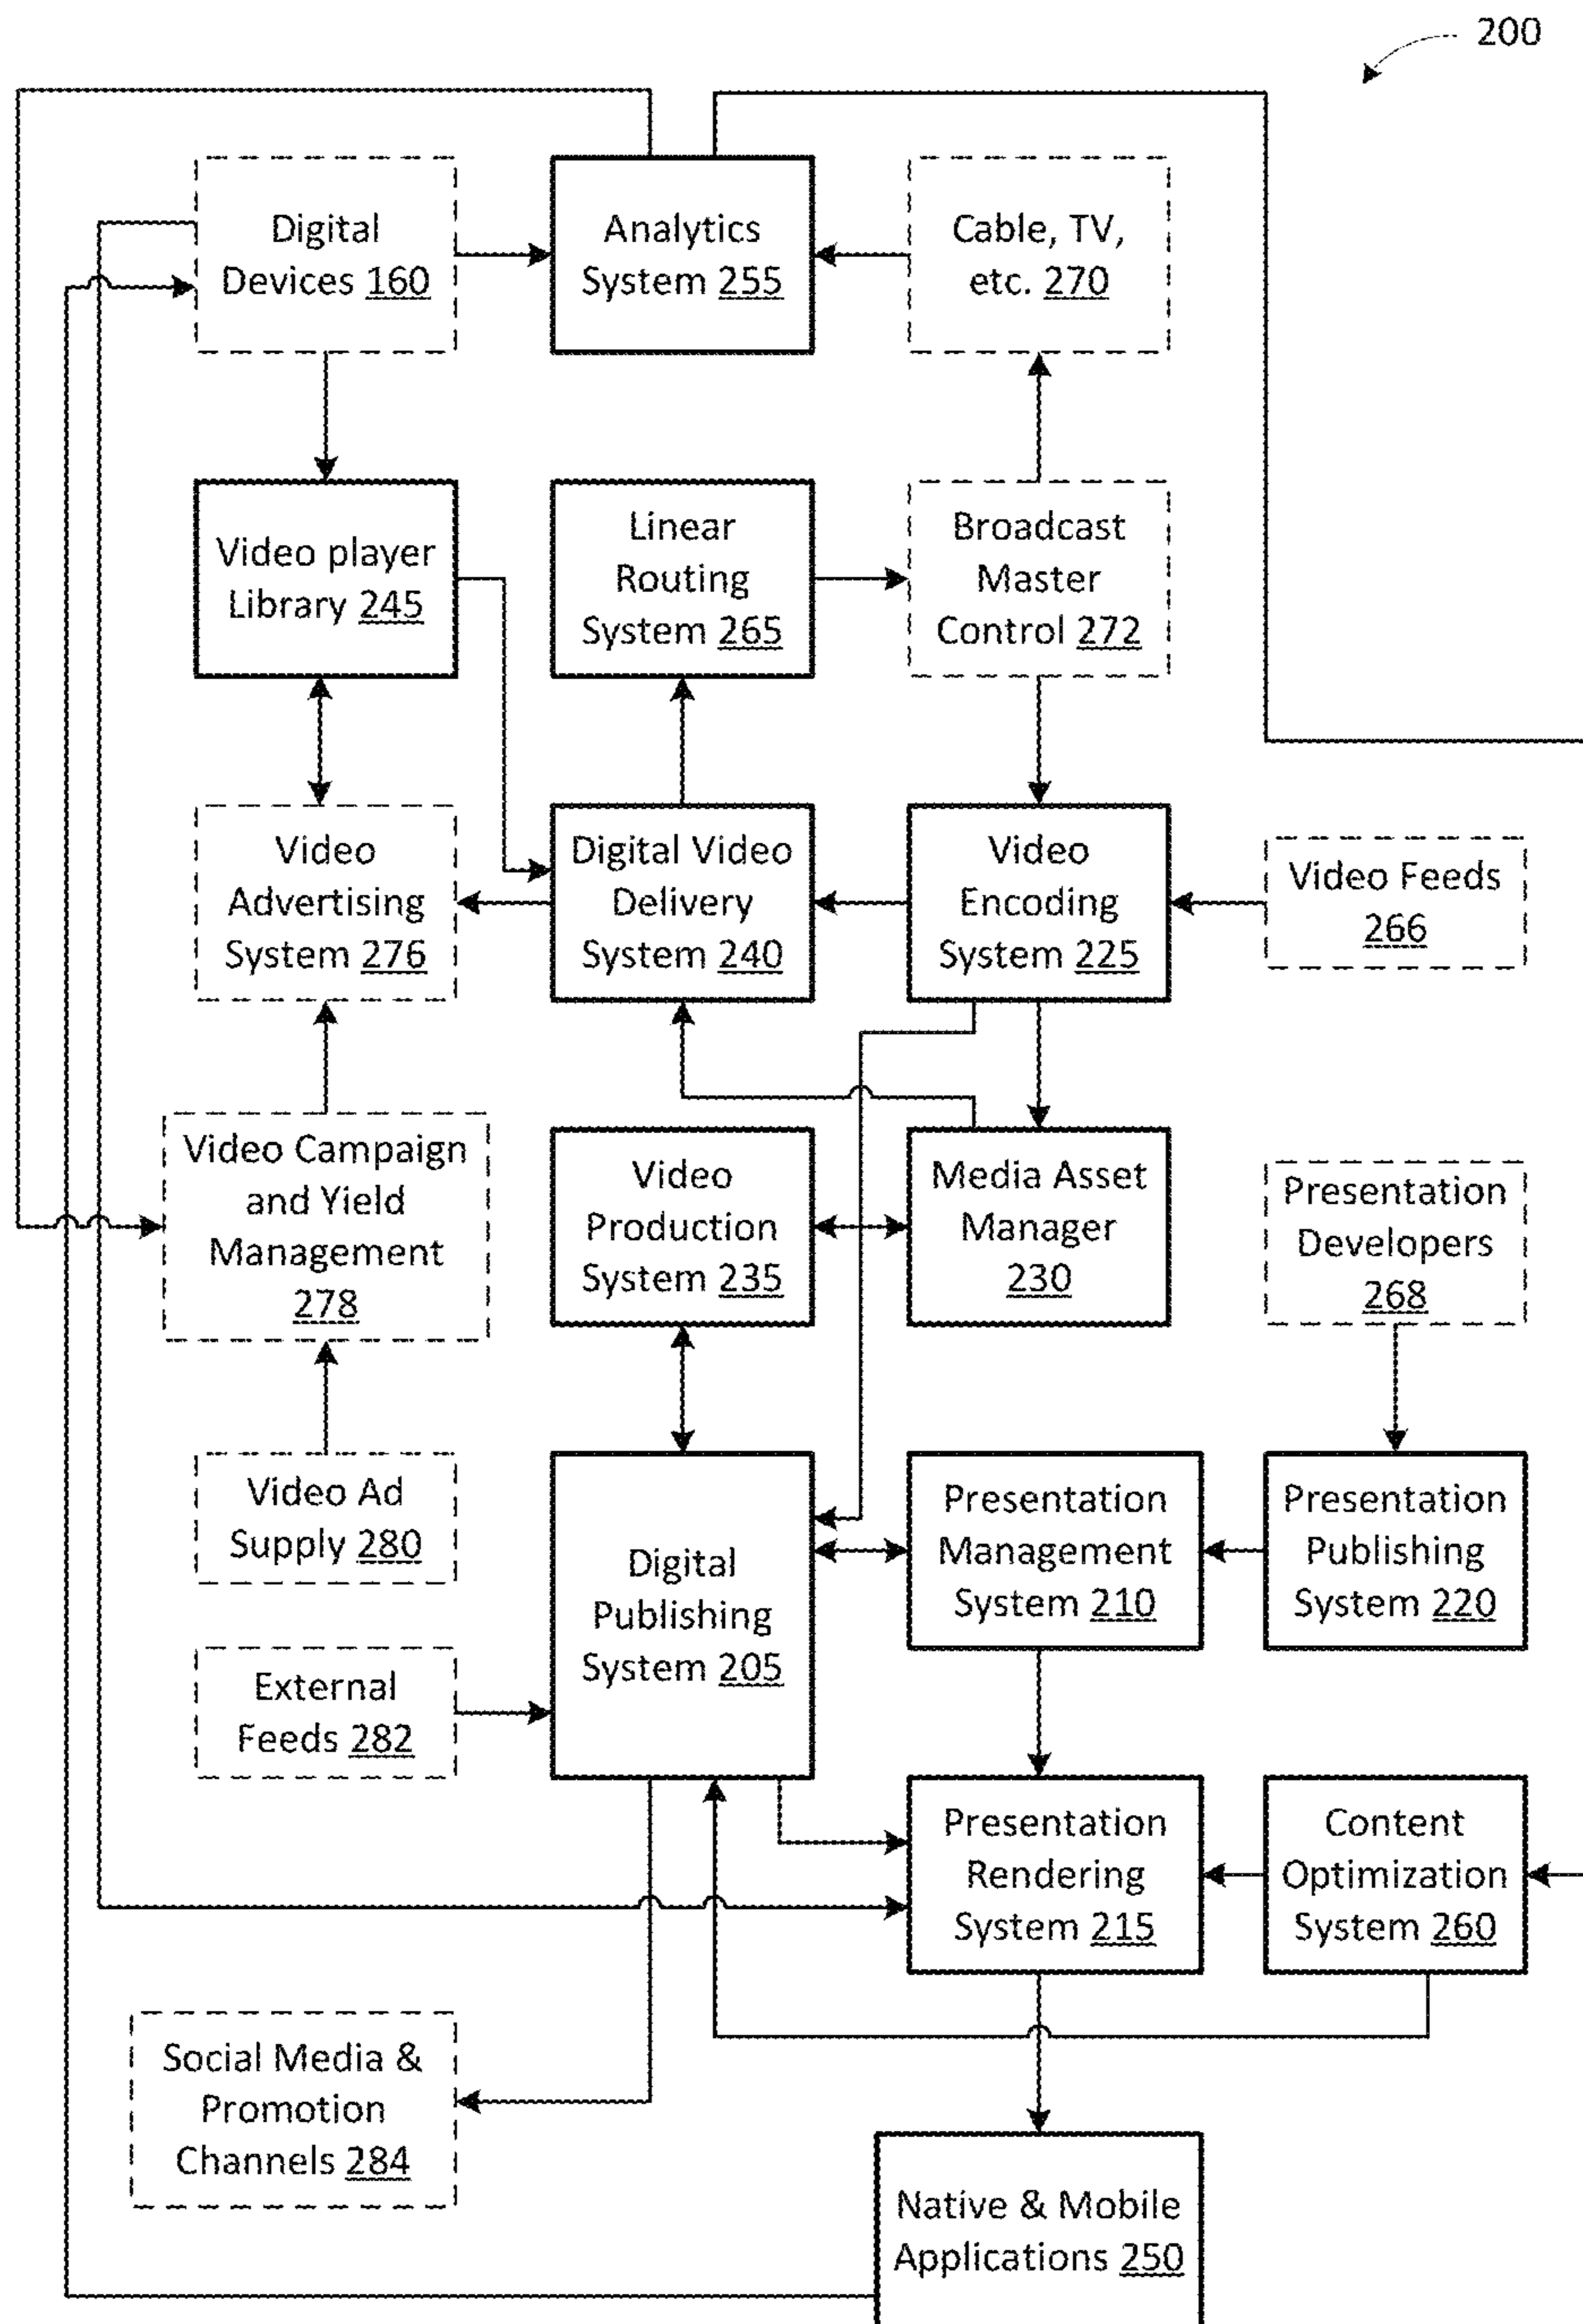 200
Digital
Devices 160
Analytics
System 255
Cable, TV,
etc. 270
Video player
Library 245
Linear
Routing
System 265
Broadcast
Master
Control 272
Video
Advertising
System 276
Digital Video
Delivery
System 240
Video
Encoding
System 225
Video Feeds
266
Video Campaign
and Yield
Management
278
Video
Production
System 235
Media Asset
Manager
230
Presentation
Developers
268
Video Ad
Supply 280
Digital
Publishing
System 205
Presentation
Management
System 210
Presentation
Publishing
System 220
External
Feeds 282
Presentation
Rendering
System 215
Content
Optimization
System 260
Social Media &
Promotion
Channels 284
Native & Mobile
Applications 250